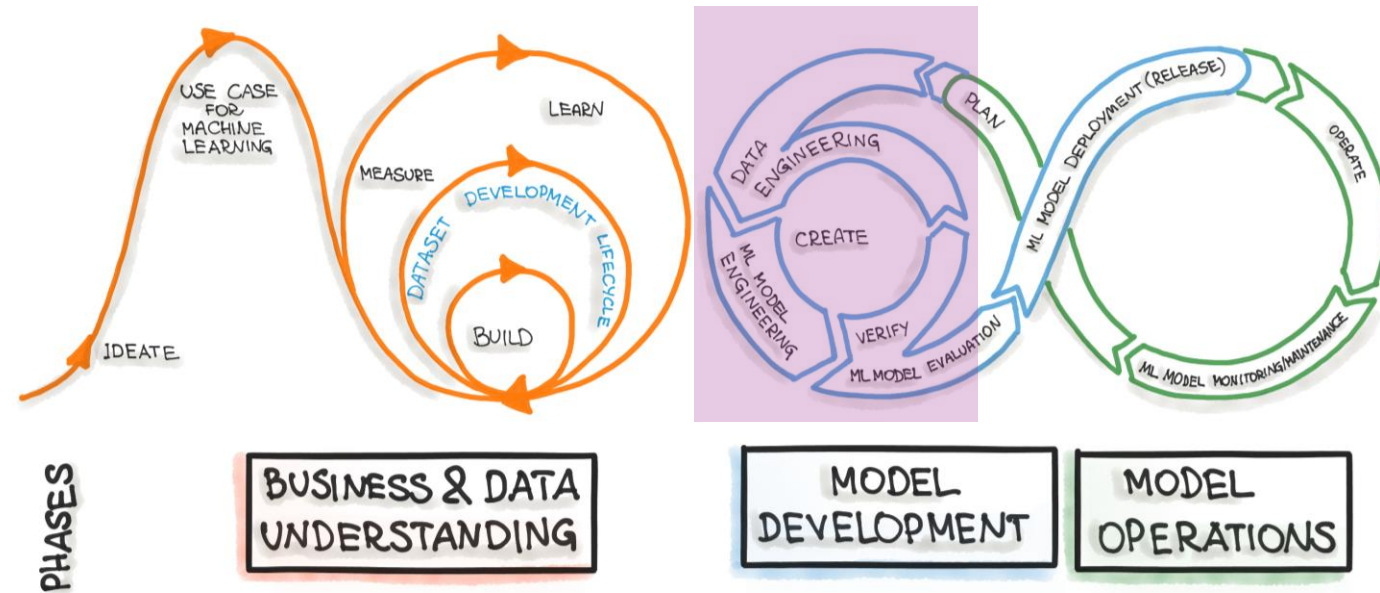 USE CASE
FOR
MACHINE
LEARNING
IDEATE
MEASURE
LEARN
DATASET DEVELOPMENT LIFECYCLE
BUILD
DATA
ENGINEERING
CREATE
ML MODEL
ENGINEERING
VERIFY
ML MODEL EVALUATION
PLAN
ML MODEL DEPLOYMENT (RELEASE)
OPERATE
ML MODEL MONITORING/MAINTENANCE
PHASES
BUSINESS & DATA
UNDERSTANDING
MODEL
DEVELOPMENT
MODEL
OPERATIONS